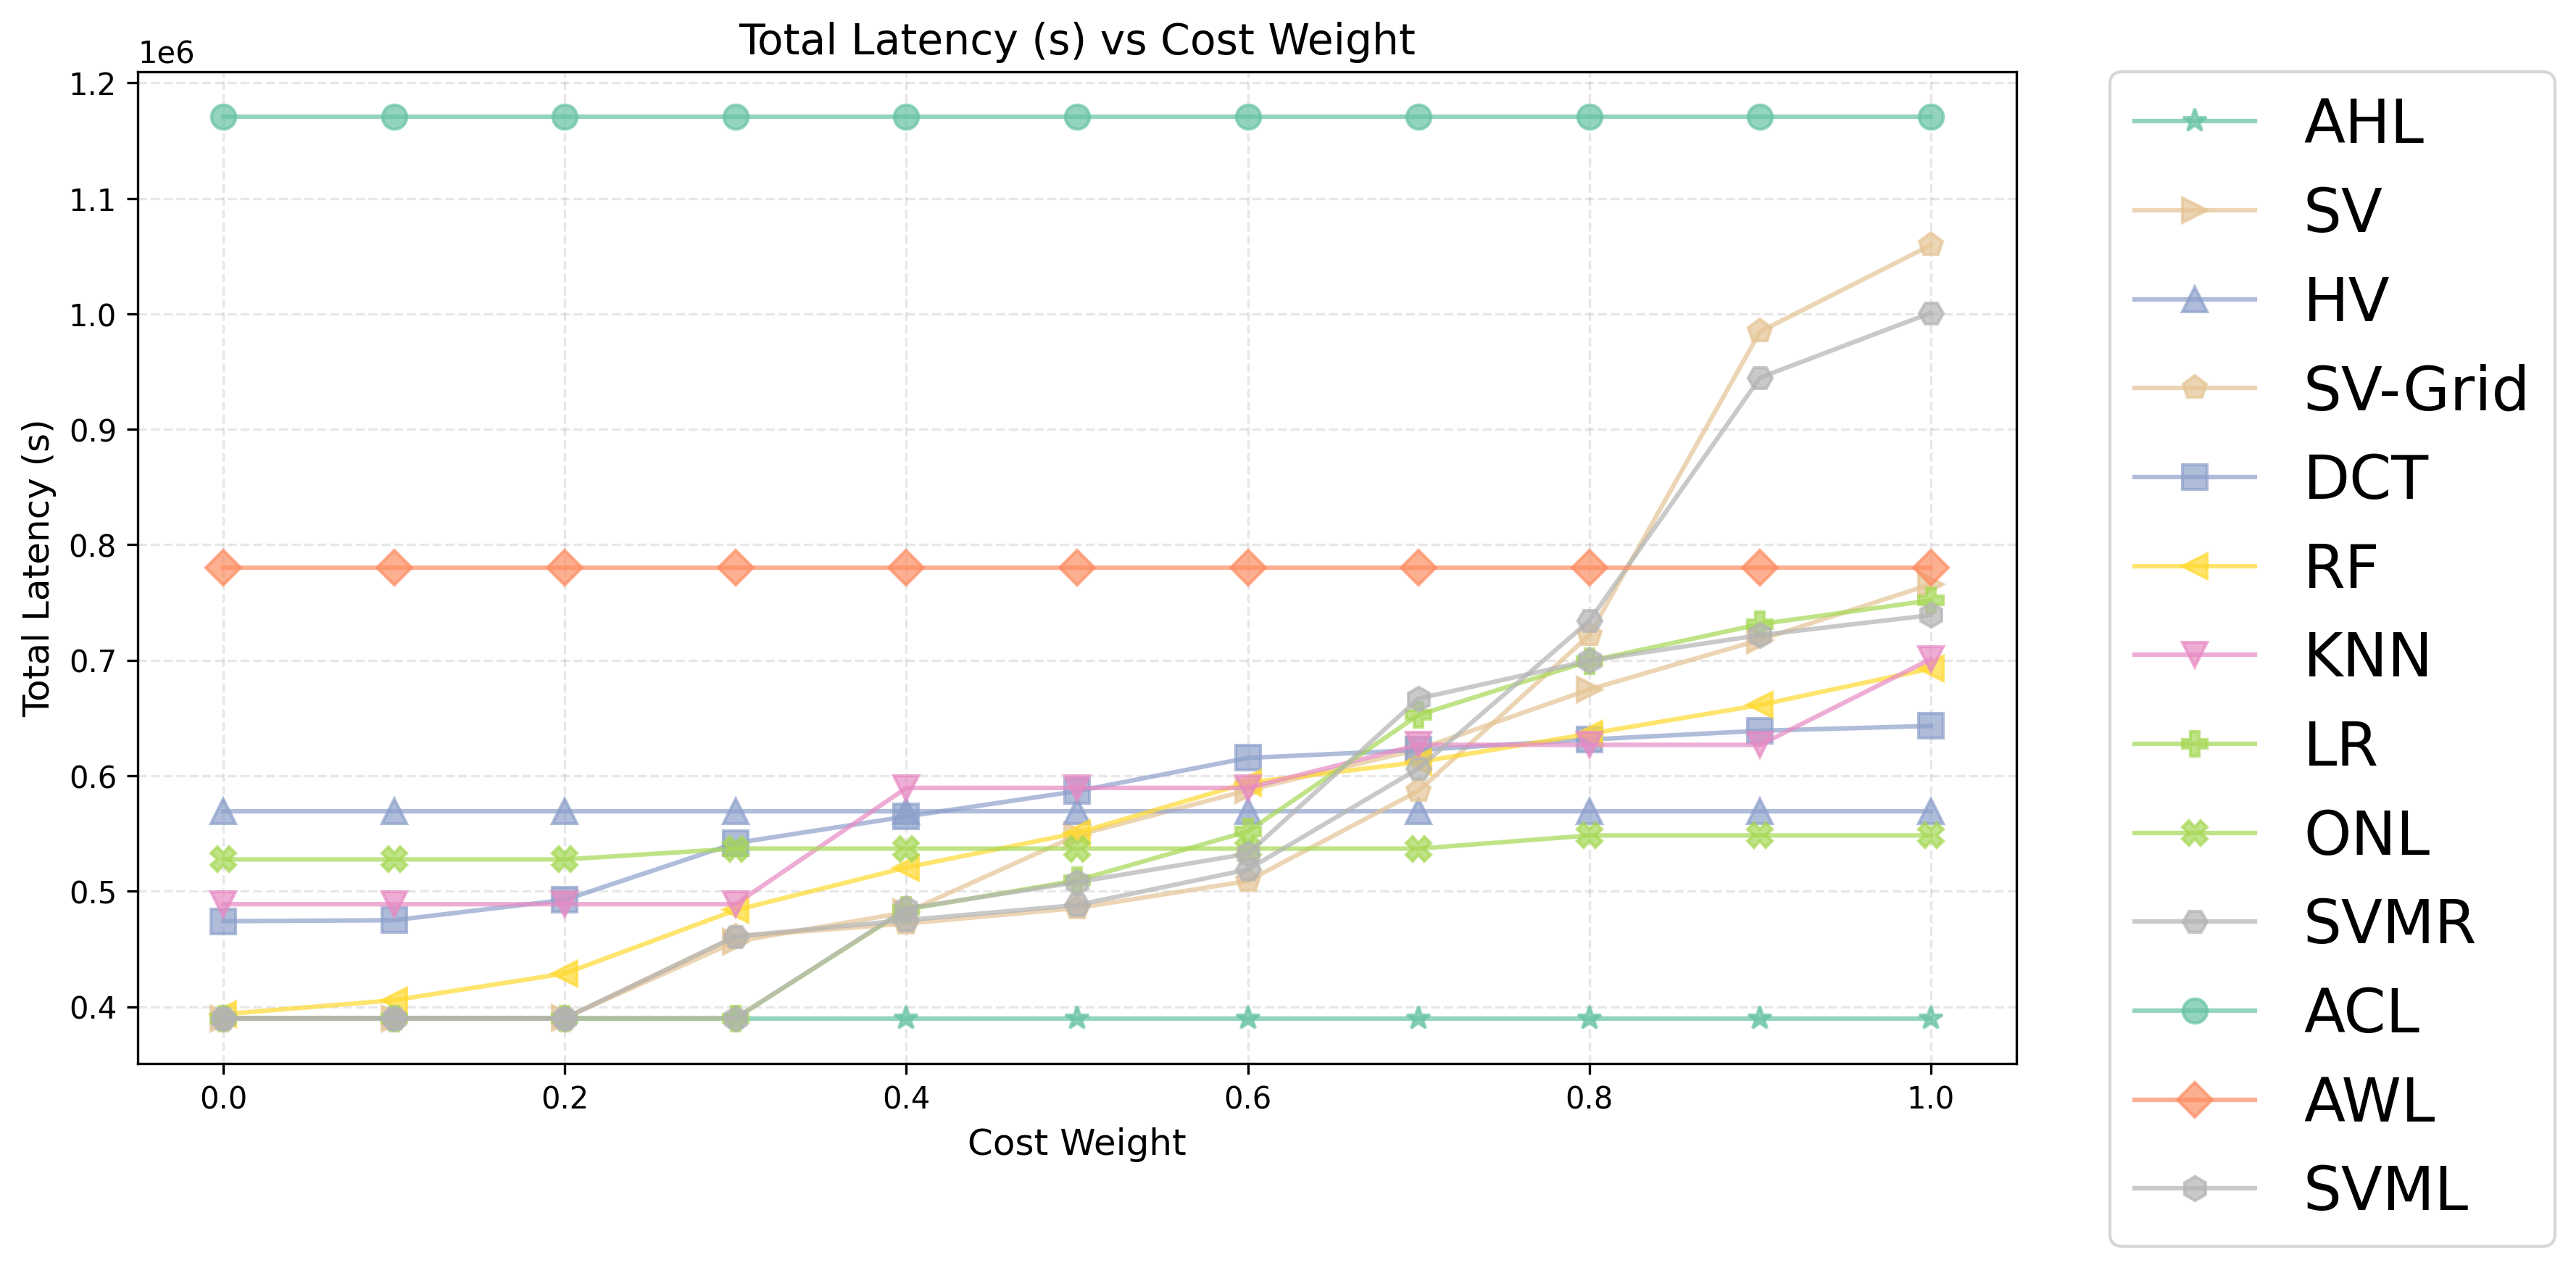 Total Latency (s) vs Cost Weight
1e6
1.2
1.1
1.0
0.9
0.8
0.7
0.6
0.5
0.4
Total Latency (s)
0.0 0.2 0.4 0.6 0.8 1.0
Cost Weight
AHL
SV
HV
SV-Grid
DCT
RF
KNN
LR
ONL
SVMR
ACL
AWL
SVML